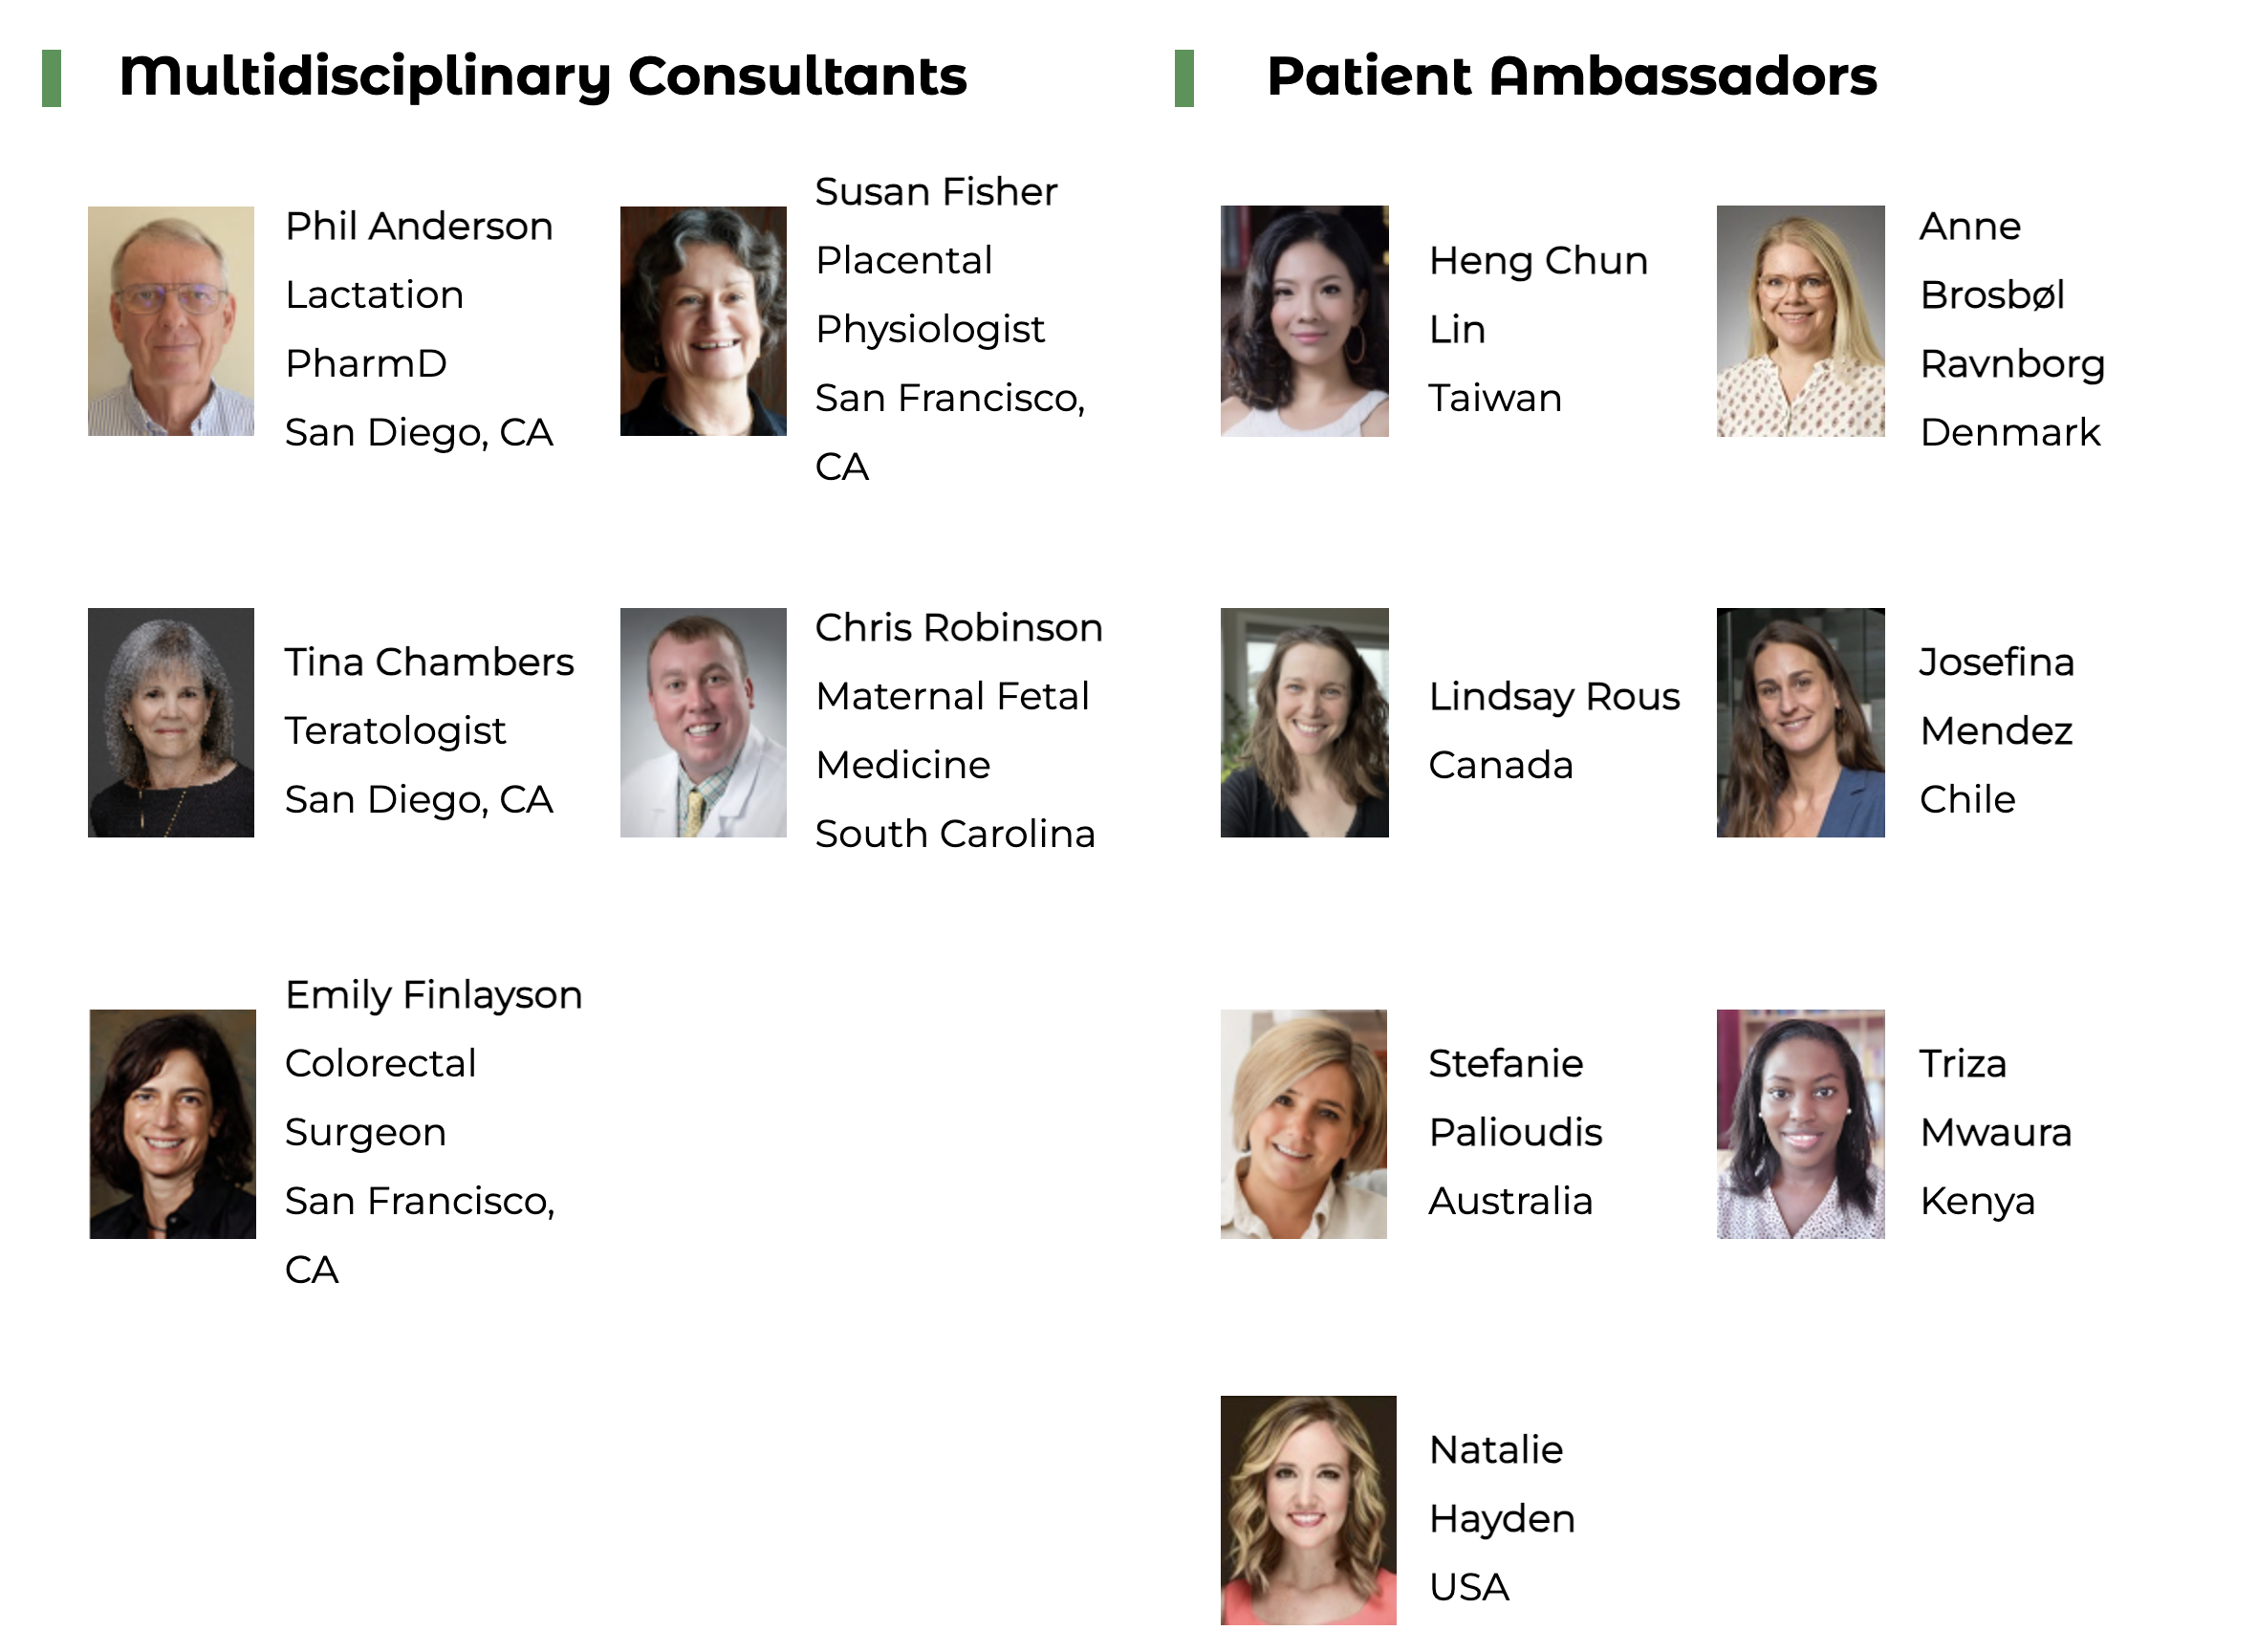 Multidisciplinary Consultants
Phil Anderson
Lactation
PharmD
San Diego, CA
Susan Fisher
Placental
Physiologist
San Francisco,
CA
Tina Chambers
Teratologist
San Diego, CA
Chris Robinson
Maternal Fetal
Medicine
South Carolina
Emily Finlayson
Colorectal
Surgeon
San Francisco,
CA
Patient Ambassadors
Heng Chun
Lin
Taiwan
Anne
Brosbøl
Ravnborg
Denmark
Lindsay Rous
Canada
Josefina
Mendez
Chile
Stefanie
Palioudis
Australia
Triza
Mwaura
Kenya
Natalie
Hayden
USA